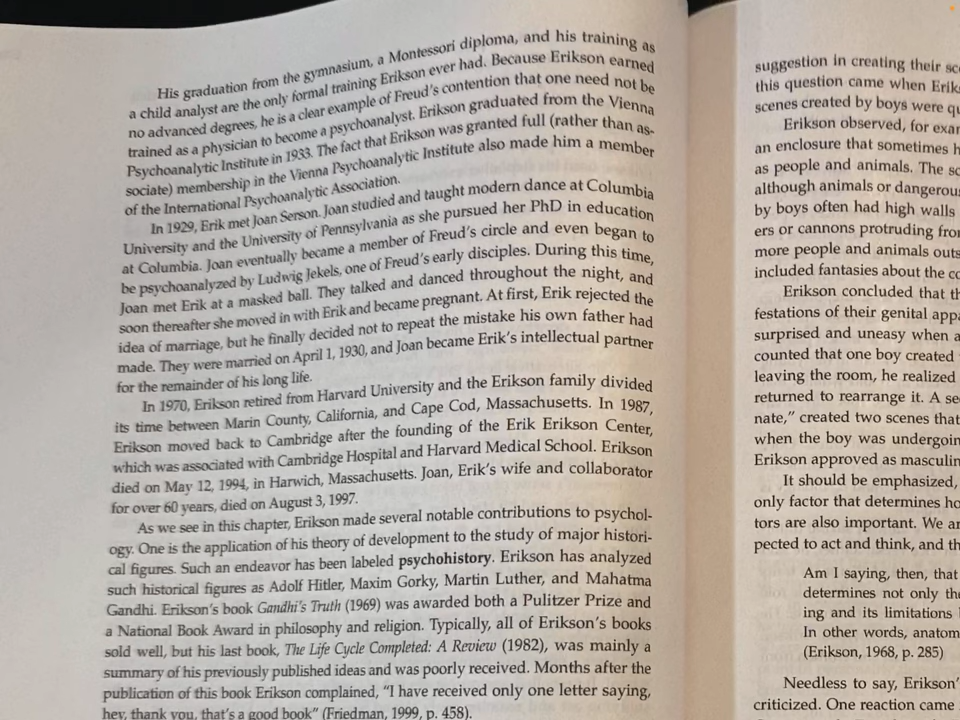 His graduation from the gymnasium, a Montessori diploma, and his training as
a child analyst are the only formal training Erikson ever had. Because Erikson earned
no advanced degrees, he is a clear example of Freud's contention that one need not be
trained as a physician to become a psychoanalyst. Erikson graduated from the Vienna
Psychoanalytic Institute in 1933. The fact that Erikson was granted full (rather than as-
sociate) membership in the Vienna Psychoanalytic Institute also made him a member
of the International Psychoanalytic Association.
In 1929, Erik met Joan Serson. Joan studied and taught modern dance at Columbia
University and the University of Pennsylvania as she pursued her PhD in education
at Columbia. Joan eventually became a member of Freud's circle and even began to
be psychoanalyzed by Ludwig Jekels, one of Freud's early disciples. During this time,
Joan met Erik at a masked ball. They talked and danced throughout the night, and
soon thereafter she moved in with Erik and became pregnant. At first, Erik rejected the
idea of marriage, but he finally decided not to repeat the mistake his own father had
made. They were married on April 1, 1930, and Joan became Erik's intellectual partner
for the remainder of his long life.
In 1970, Erikson retired from Harvard University and the Erikson family divided
its time between Marin County, California, and Cape Cod, Massachusetts. In 1987,
Erikson moved back to Cambridge after the founding of the Erik Erikson Center,
which was associated with Cambridge Hospital and Harvard Medical School. Erikson
died on May 12, 1994, in Harwich, Massachusetts. Joan, Erik's wife and collaborator
for over 60 years, died on August 3, 1997.
As we see in this chapter, Erikson made several notable contributions to psychol-
ogy. One is the application of his theory of development to the study of major histori-
cal figures. Such an endeavor has been labeled psychohistory. Erikson has analyzed
such historical figures as Adolf Hitler, Maxim Gorky, Martin Luther, and Mahatma
Gandhi. Erikson's book Gandhi's Truth (1969) was awarded both a Pulitzer Prize and
a National Book Award in philosophy and religion. Typically, all of Erikson's books
sold well, but his last book, The Life Cycle Completed: A Review (1982), was mainly a
summary of his previously published ideas and was poorly received. Months after the
publication of this book Erikson complained, “I have received only one letter saying,
hey, thank you, that's a good book” (Friedman, 1999, p. 458).
suggestion in creating their
this question came when
scenes created by boys were
Erikson observed, for
an enclosure that sometimes
as people and animals. The
although animals or
by boys often had high walls
ers or cannons protruding
more people and animals
included fantasies about the
Erikson concluded that
festations of their genital
surprised and uneasy when
counted that one boy created
leaving the room, he realized
returned to rearrange it. A
nate,” created two scenes that
when the boy was
Erikson approved as
It should be emphasized,
only factor that determines
tors are also important. We
pected to act and think, and
Am I saying, then, that
determines not only
ing and its limitations
In other words,
(Erikson, 1968, p. 285)
Needless to say, Erikson'
criticized. One reaction came